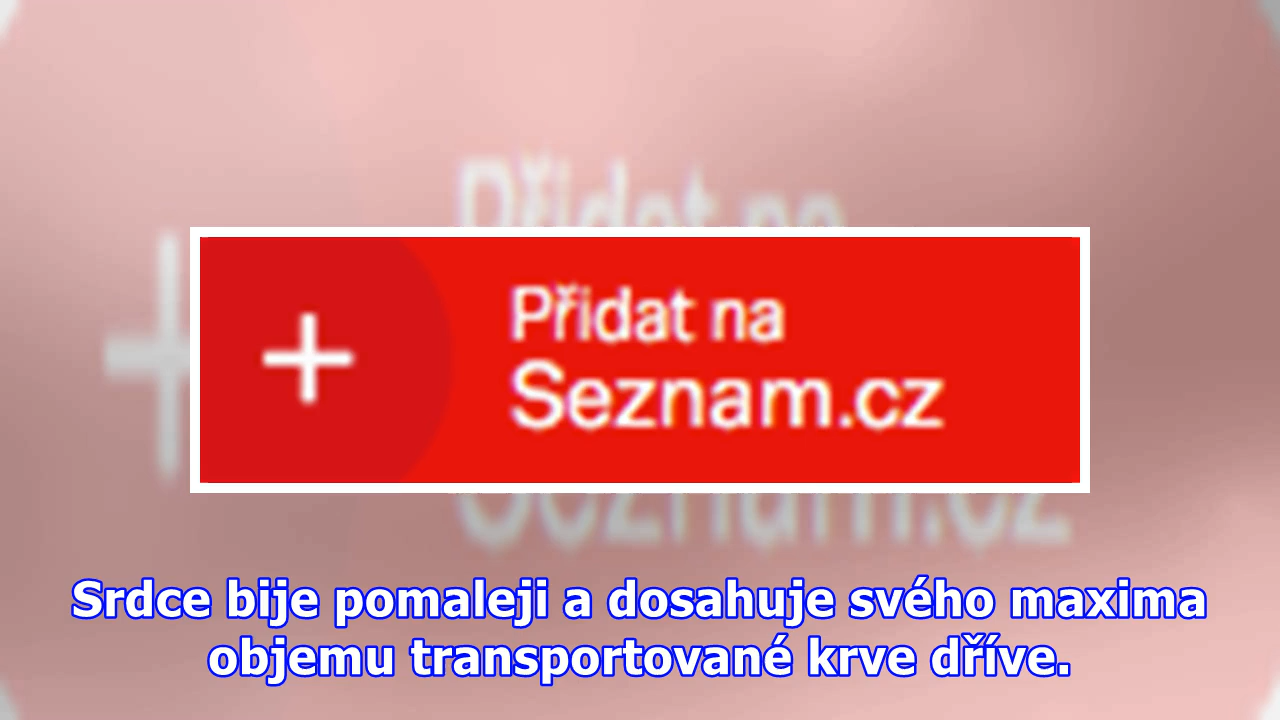 Přidat na
Seznam.cz
Srdce bije pomaleji a dosahuje svého maxima
objemu transportované krve dříve.